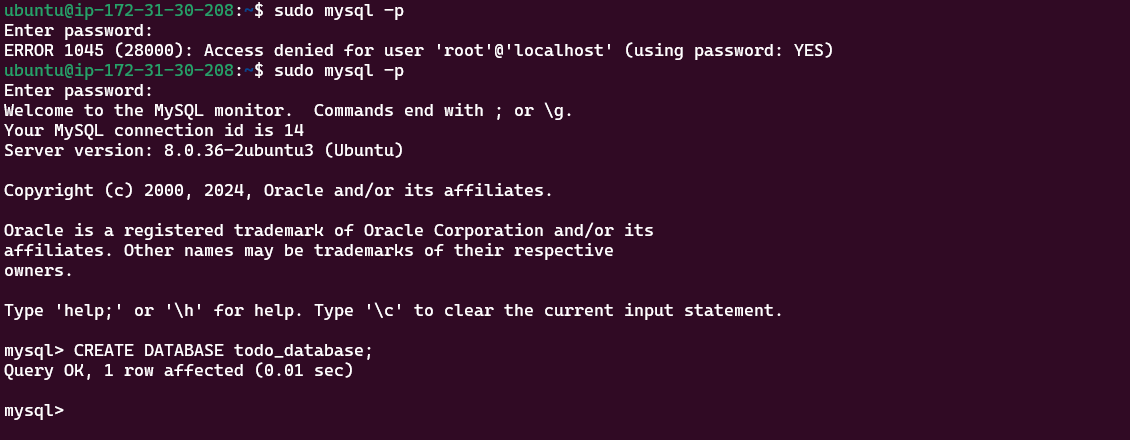 ubuntu@ip-172-31-30-208:~$ sudo mysql -p
Enter password:
ERROR 1045 (28000): Access denied for user 'root'@'localhost' (using password: YES)
ubuntu@ip-172-31-30-208:~$ sudo mysql -p
Enter password:
Welcome to the MySQL monitor.  Commands end with ; or \g.
Your MySQL connection id is 14
Server version: 8.0.36-2ubuntu3 (Ubuntu)

Copyright (c) 2000, 2024, Oracle and/or its affiliates.

Oracle is a registered trademark of Oracle Corporation and/or its
affiliates. Other names may be trademarks of their respective
owners.

Type 'help;' or '\h' for help. Type '\c' to clear the current input statement.

mysql> CREATE DATABASE todo_database;
Query OK, 1 row affected (0.01 sec)

mysql>